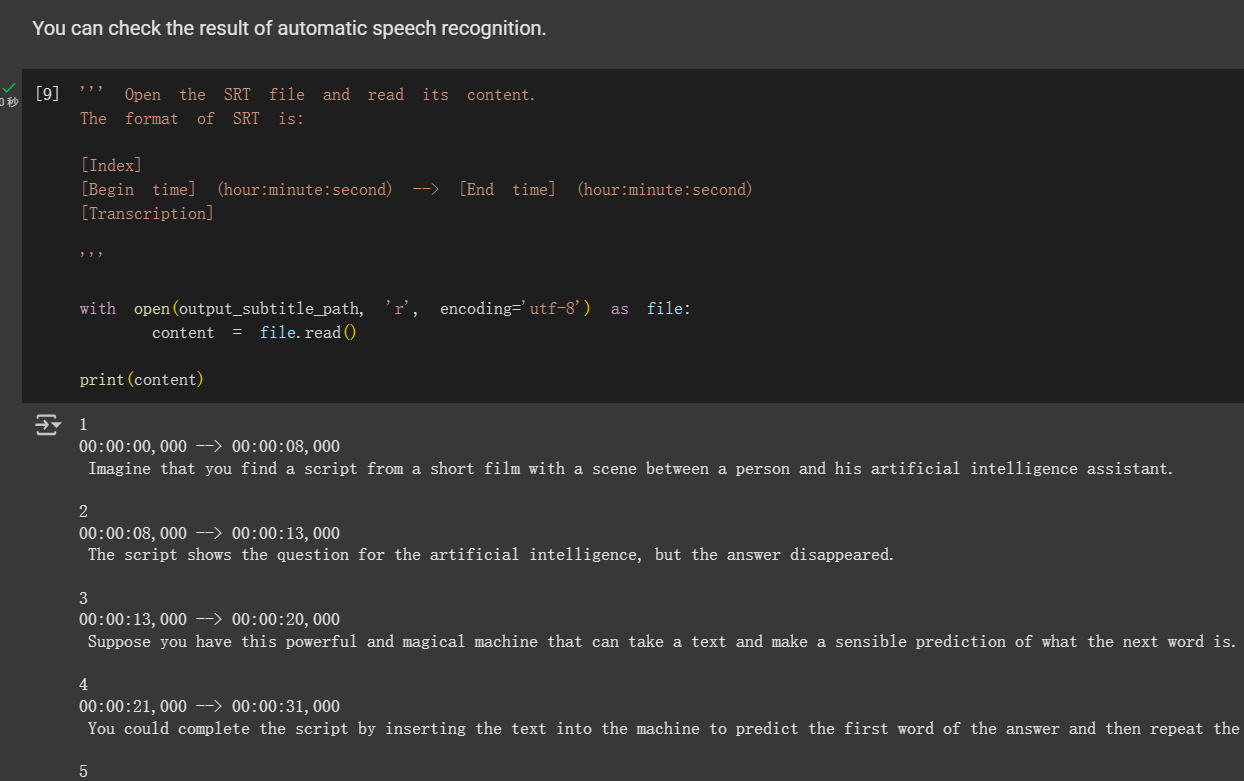 You can check the result of automatic speech recognition.
[9] ''' Open the SRT file and read its content.
0 秒
The format of SRT is:
[Index]
[Begin time] (hour:minute:second) --> [End time] (hour:minute:second)
[Transcription]
'''
with open(output_subtitle_path, 'r', encoding='utf-8') as file:
content = file.read()
print(content)
1
00:00:00,000 --> 00:00:08,000
Imagine that you find a script from a short film with a scene between a person and his artificial intelligence assistant.
2
00:00:08,000 --> 00:00:13,000
The script shows the question for the artificial intelligence, but the answer disappeared.
3
00:00:13,000 --> 00:00:20,000
Suppose you have this powerful and magical machine that can take a text and make a sensible prediction of what the next word is.
4
00:00:21,000 --> 00:00:31,000
You could complete the script by inserting the text into the machine to predict the first word of the answer and then repeat the
5